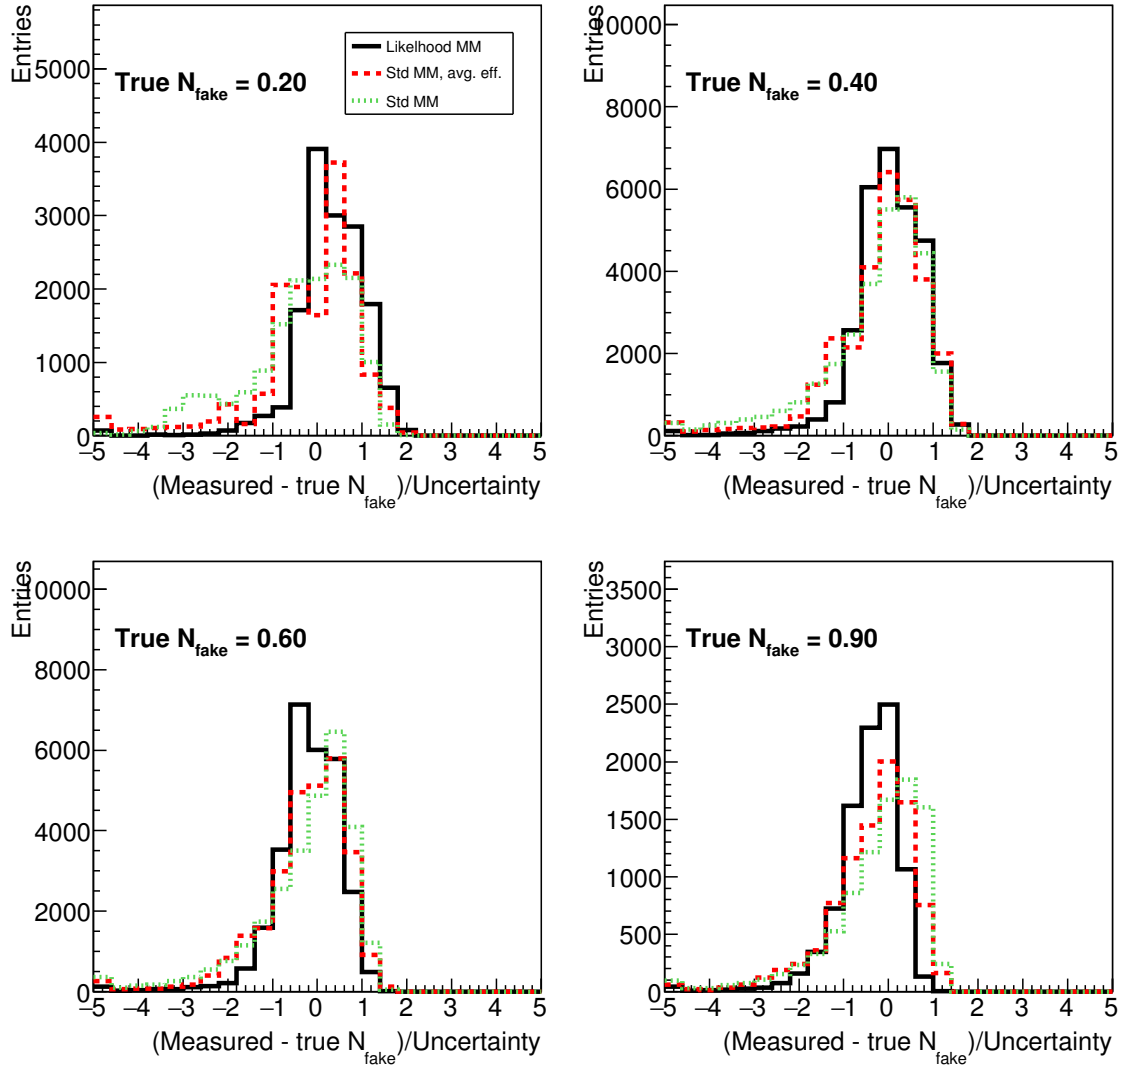 Entries
5000
4000
3000
2000
1000
0
True N_fake = 0.20
Likelhood MM
Std MM, avg. eff.
Std MM
−5 −4 −3 −2 −1 0 1 2 3 4 5
(Measured - true N_fake)/Uncertainty
Entries
10000
8000
6000
4000
2000
0
True N_fake = 0.40
−5 −4 −3 −2 −1 0 1 2 3 4 5
(Measured - true N_fake)/Uncertainty
Entries
10000
8000
6000
4000
2000
0
True N_fake = 0.60
−5 −4 −3 −2 −1 0 1 2 3 4 5
(Measured - true N_fake)/Uncertainty
Entries
3500
3000
2500
2000
1500
1000
500
0
True N_fake = 0.90
−5 −4 −3 −2 −1 0 1 2 3 4 5
(Measured - true N_fake)/Uncertainty